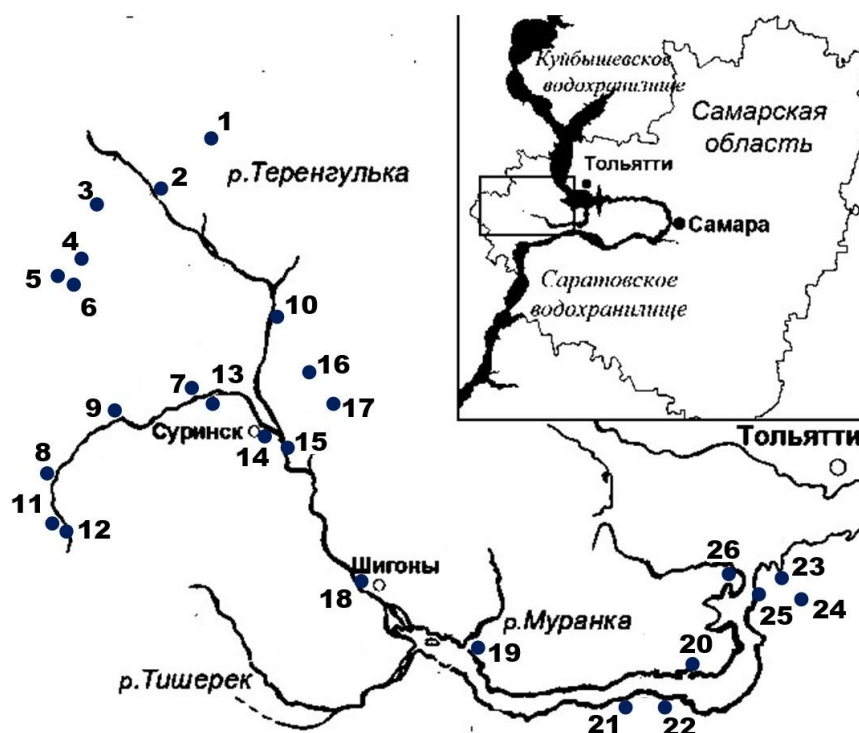 1
р.Теренгулька
2
3
4
5
6
10
16
7
13
17
9
Суринск
14
15
8
11
12
Шигоны
18
р.Муранка
19
р.Тишерек
20
21
22
26
23
25
24
Тольятти
Куйбышевское
водохранилище
Самарская
область
Тольятти
Самара
Саратовское
водохранилище